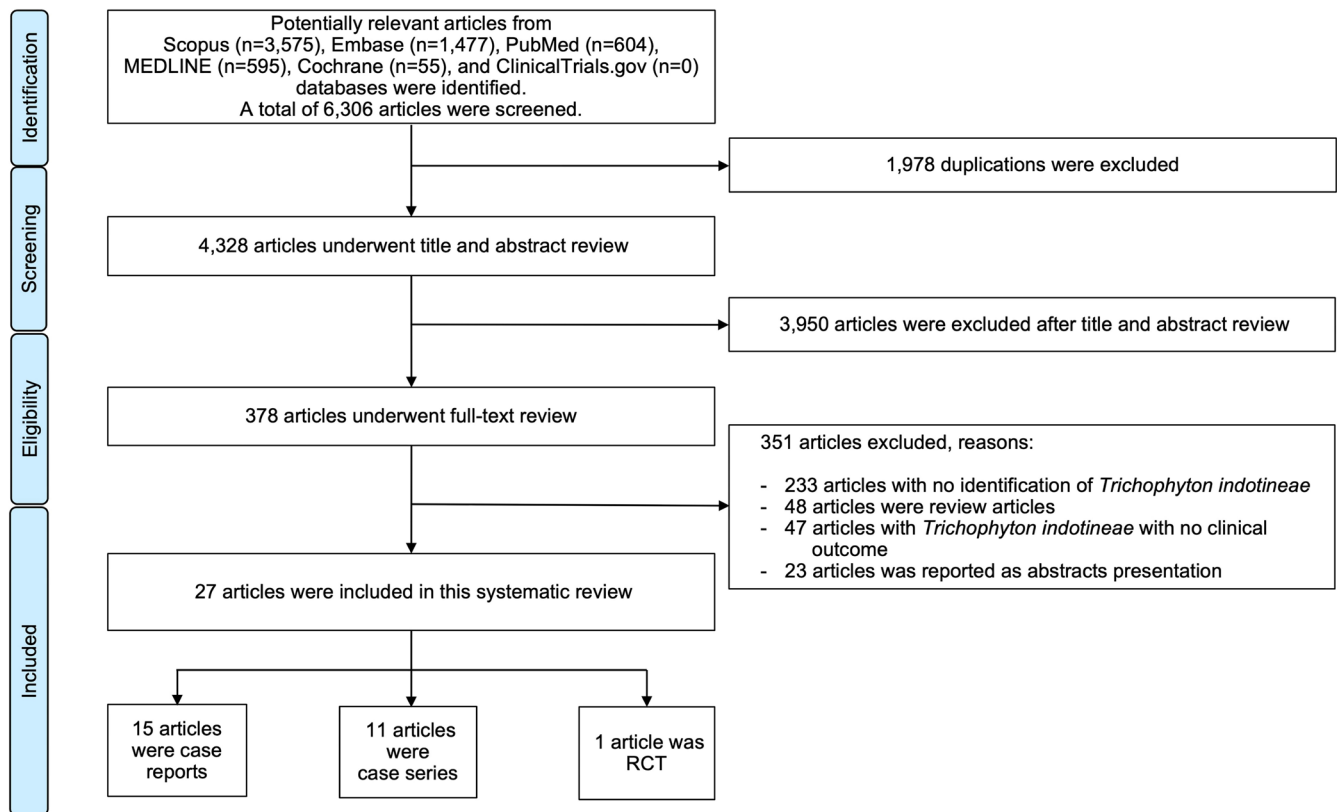 Identification
Potentially relevant articles from
Scopus (n=3,575), Embase (n=1,477), PubMed (n=604),
MEDLINE (n=595), Cochrane (n=55), and ClinicalTrials.gov (n=0)
databases were identified.
A total of 6,306 articles were screened.
1,978 duplications were excluded
Screening
4,328 articles underwent title and abstract review
3,950 articles were excluded after title and abstract review
Eligibility
378 articles underwent full-text review
351 articles excluded, reasons:
- 233 articles with no identification of Trichophyton indotineae
- 48 articles were review articles
- 47 articles with Trichophyton indotineae with no clinical
outcome
- 23 articles was reported as abstracts presentation
Included
27 articles were included in this systematic review
15 articles
were case
reports
11 articles
were
case series
1 article was
RCT